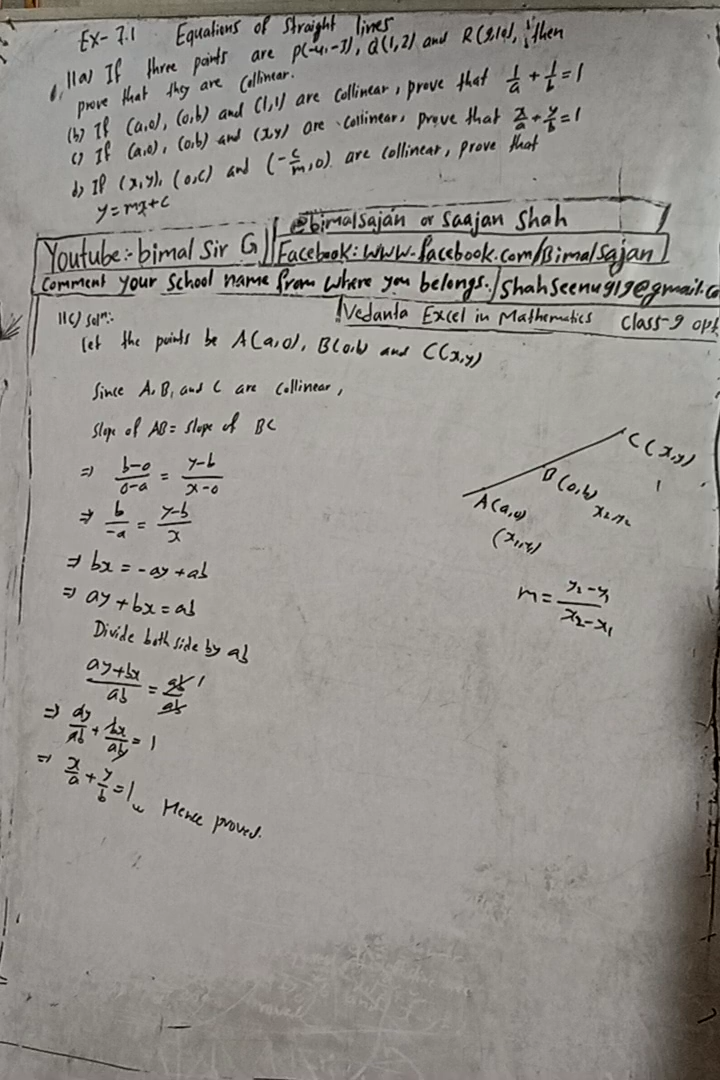 Ex- 7.1 Equations of straight lines
11a) If three points are P(-4,-3), Q(1,2) and R(9,10), then
prove that they are collinear.
(b) If (a,0), (0,b) and (1,1) are collinear, prove that 1/a + 1/b = 1
c) If (a,0), (0,b) and (x,y) are collinear, prove that x/a + y/b = 1
d) If (x,y), (0,c) and (-c/m,0) are collinear, prove that
y=mx+c
@bimalsajan or Saajan Shah
Youtube:- bimal Sir G
Facebook: www.facebook.com/Bimalsajan
Comment your School name from where you belongs.
shahseenu919@gmail.co
Vedanta Excel in Mathematics Class-9 opt
11c) Solⁿ:-
let the points be A(a,0), B(0,b) and C(x,y)
Since A, B, and C are collinear,
Slope of AB = slope of BC
⇒ b-0/0-a = y-b/x-0
⇒ b/-a = y-b/x
⇒ bx = -ay+ab
⇒ ay+bx=ab
Divide both side by ab
ay+bx/ab = ab/ab 1
⇒ ay/ab + bx/ab = 1
⇒ x/a + y/b = 1 Hence proved.
C(x,y)
B(0,b)
x₂,y₂
A(a,0)
(x₁,y₁)
m = y₂-y₁/x₂-x₁